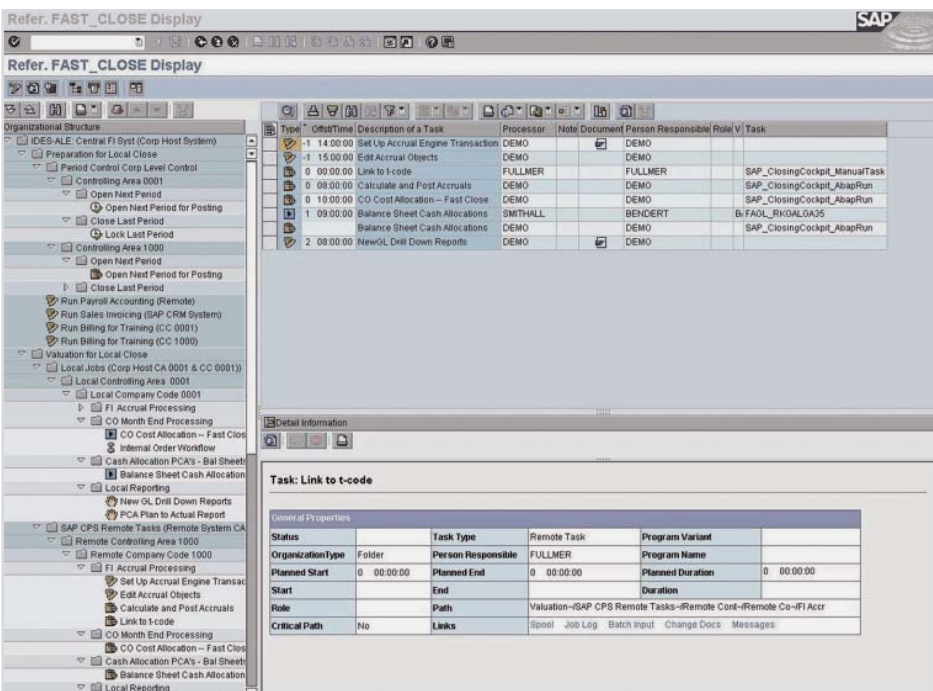 Refer. FAST_CLOSE Display
SAP
Refer. FAST_CLOSE Display
Organizational Structure
IDES-ALE: Central FI Syst (Corp Host System)
Preparation for Local Close
Period Control Corp Level Control
Controlling Area 0001
Open Next Period
Open Next Period for Posting
Close Last Period
Lock Last Period
Controlling Area 1000
Open Next Period
Open Next Period for Posting
Close Last Period
Run Payroll Accounting (Remote)
Run Sales Invoicing (SAP CRM System)
Run Billing for Training (CC 0001)
Run Billing for Training (CC 1000)
Valuation for Local Close
Local Jobs (Corp Host CA 0001 & CC 0001))
Local Controlling Area 0001
Local Company Code 0001
FI Accrual Processing
CO Month End Processing
CO Cost Allocation -- Fast Clos
Internal Order Workflow
Cash Allocation PCA's - Bal Sheets
Balance Sheet Cash Allocation
Local Reporting
New GL Drill Down Reports
PCA Plan to Actual Report
SAP CPS Remote Tasks (Remote System CA
Remote Controlling Area 1000
Remote Company Code 1000
FI Accrual Processing
Set Up Accrual Engine Transac
Edit Accrual Objects
Calculate and Post Accruals
Link to t-code
CO Month End Processing
CO Cost Allocation -- Fast Clos
Cash Allocation PCA's - Bal Sheets
Balance Sheet Cash Allocation
Local Reporting
Type Offst/Time Description of a Task Processor Note Document Person Responsible Role V Task
-1 14:00:00 Set Up Accrual Engine Transaction DEMO DEMO
-1 15:00:00 Edit Accrual Objects DEMO DEMO
0 00:00:00 Link to t-code FULLMER FULLMER SAP_ClosingCockpit_ManualTask
0 08:00:00 Calculate and Post Accruals DEMO DEMO SAP_ClosingCockpit_AbapRun
0 10:00:00 CO Cost Allocation -- Fast Close DEMO DEMO SAP_ClosingCockpit_AbapRun
1 09:00:00 Balance Sheet Cash Allocations SMITHALL BENDERT FAGL_RKGALGA35
Balance Sheet Cash Allocations DEMO DEMO SAP_ClosingCockpit_AbapRun
2 08:00:00 NewGL Drill Down Reports DEMO DEMO
Detail Information
Task: Link to t-code
General Properties
Status Task Type Remote Task Program Variant
OrganizationType Folder Person Responsible FULLMER Program Name
Planned Start 0 00:00:00 Planned End 0 00:00:00 Planned Duration 0 00:00:00
Start End Duration
Role Path Valuation~/SAP CPS Remote Tasks~/Remote Cont~/Remote Co~/FI Accr
Critical Path No Links Spool Job Log Batch Input Change Docs Messages